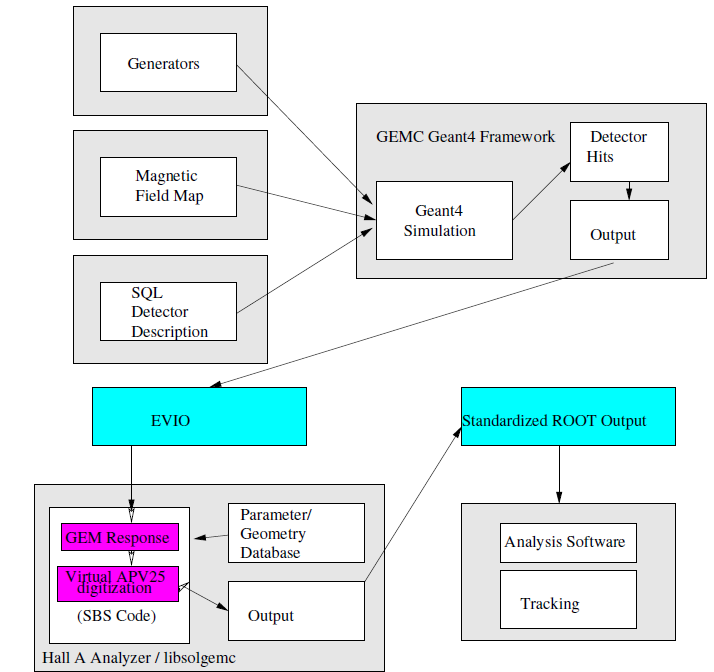 Generators
Magnetic
Field Map
SQL
Detector
Description
GEMC Geant4 Framework
Geant4
Simulation
Detector
Hits
Output
EVIO
Standardized ROOT Output
GEM Response
Virtual APV25
digitization
(SBS Code)
Parameter/
Geometry
Database
Output
Hall A Analyzer / libsolgemc
Analysis Software
Tracking